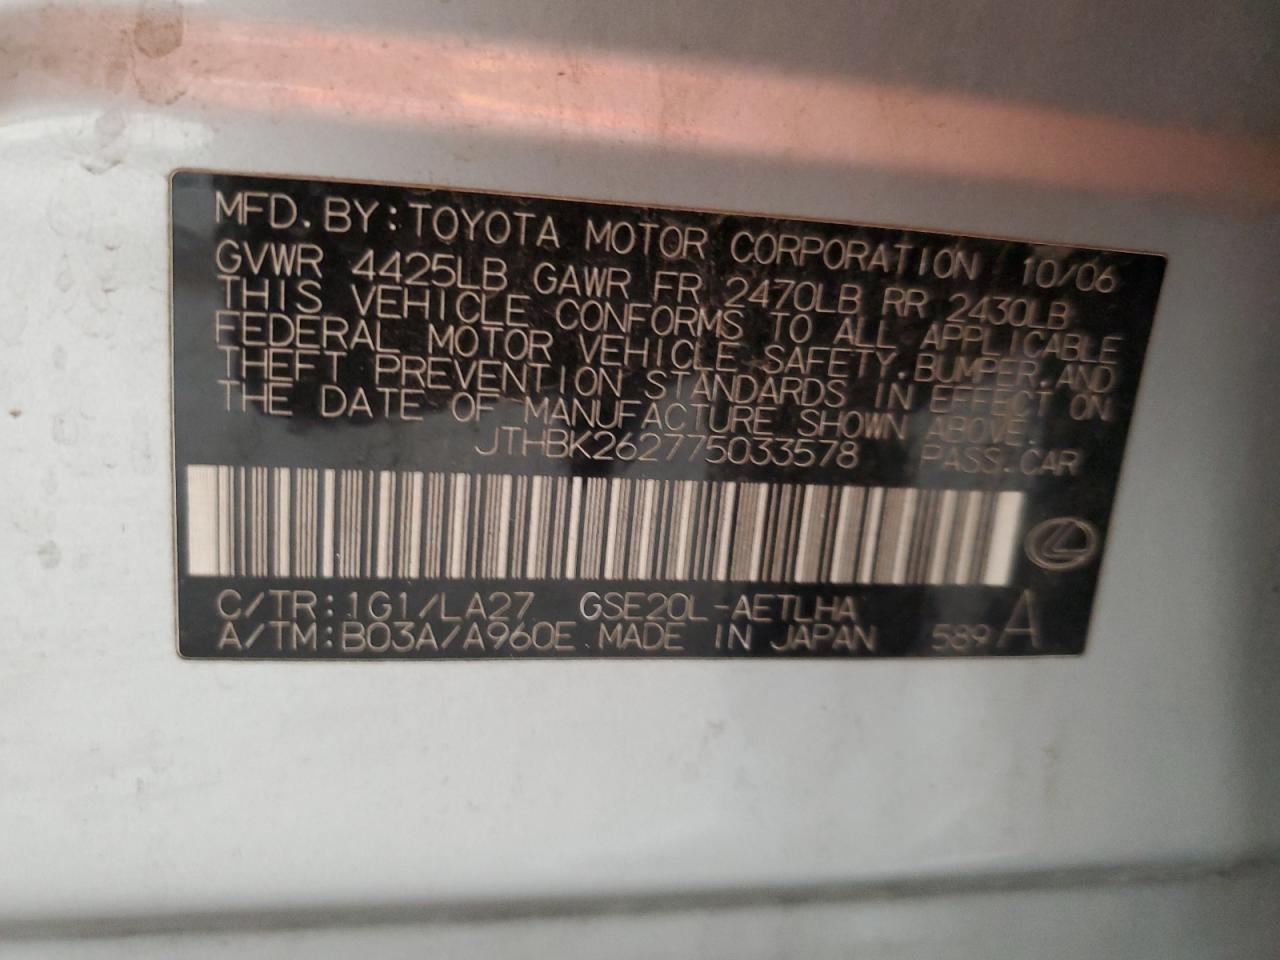 MFD. BY: TOYOTA MOTOR CORPORATION 10/06
GVWR 4425LB GAWR FR 2470LB RR 2430LB
THIS VEHICLE CONFORMS TO ALL APPLICABLE
FEDERAL MOTOR VEHICLE SAFETY, BUMPER, AND
THEFT PREVENTION STANDARDS IN EFFECT ON
THE DATE OF MANUFACTURE SHOWN ABOVE.
JTHBK262775033578 PASS. CAR
C/TR: 1G1/LA27 GSE20L-AETLHA
A/TM: B03A/A960E MADE IN JAPAN 589 A